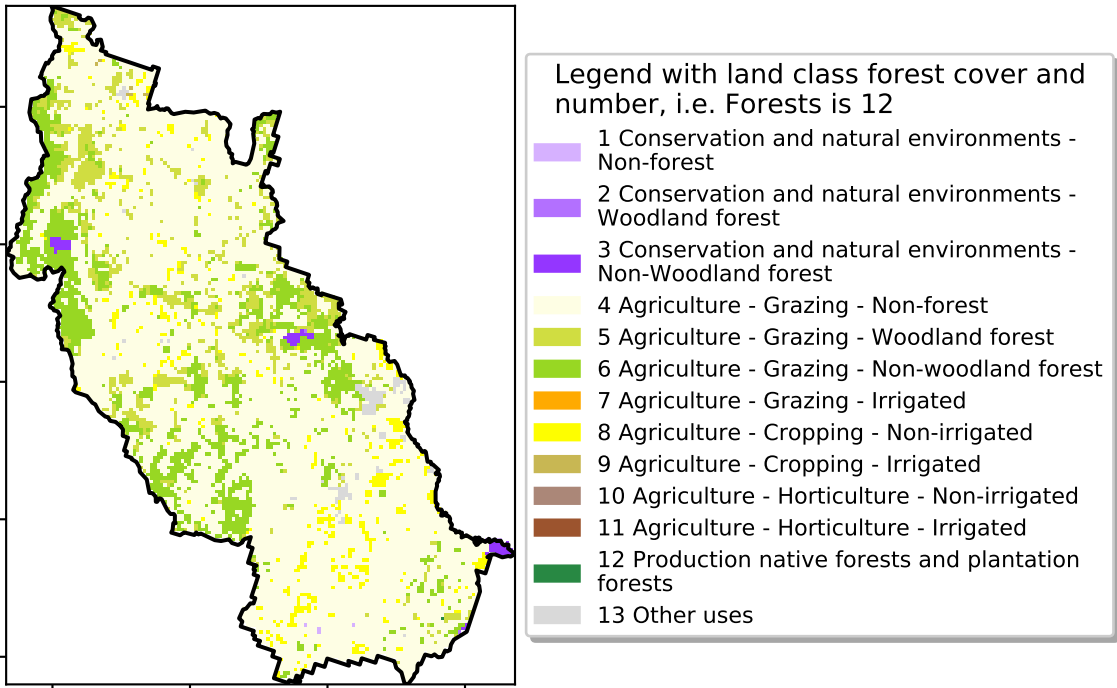 Legend with land class forest cover and
number, i.e. Forests is 12
1 Conservation and natural environments -
Non-forest
2 Conservation and natural environments -
Woodland forest
3 Conservation and natural environments -
Non-Woodland forest
4 Agriculture - Grazing - Non-forest
5 Agriculture - Grazing - Woodland forest
6 Agriculture - Grazing - Non-woodland forest
7 Agriculture - Grazing - Irrigated
8 Agriculture - Cropping - Non-irrigated
9 Agriculture - Cropping - Irrigated
10 Agriculture - Horticulture - Non-irrigated
11 Agriculture - Horticulture - Irrigated
12 Production native forests and plantation
forests
13 Other uses